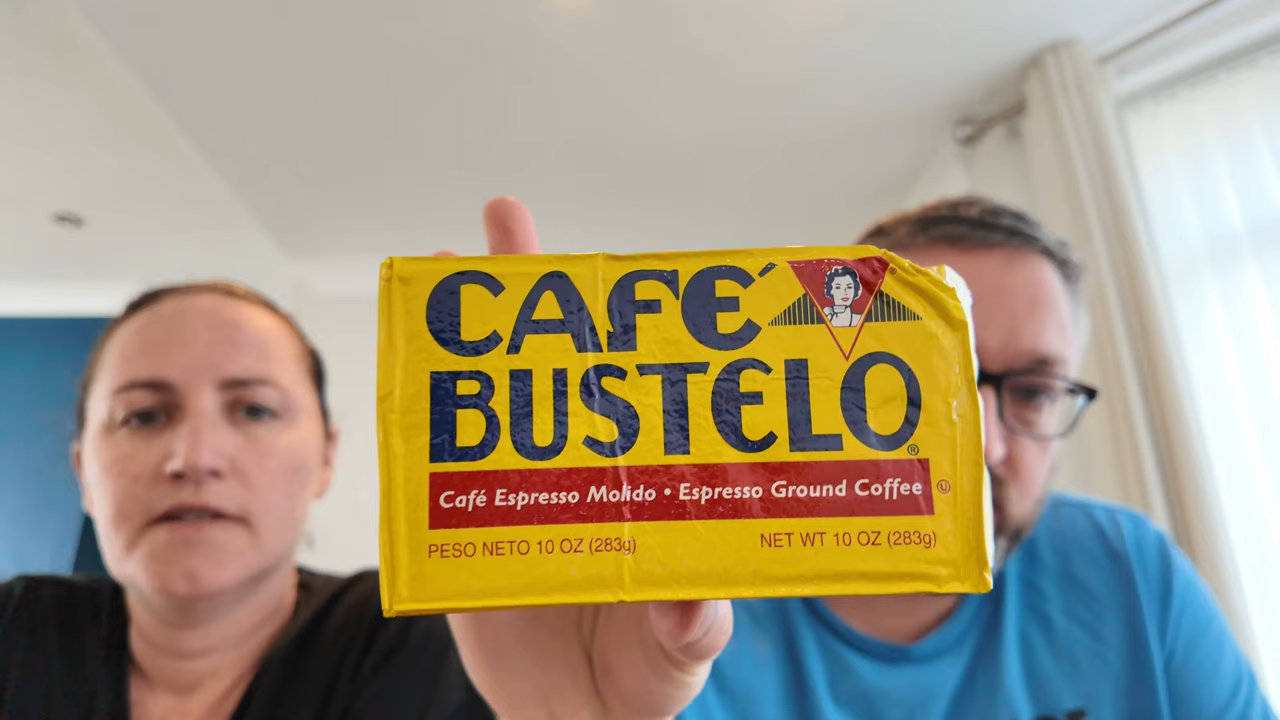 CAFÉ
BUSTELO®
Café Espresso Molido • Espresso Ground Coffee Ⓤ
PESO NETO 10 OZ (283g) NET WT 10 OZ (283g)